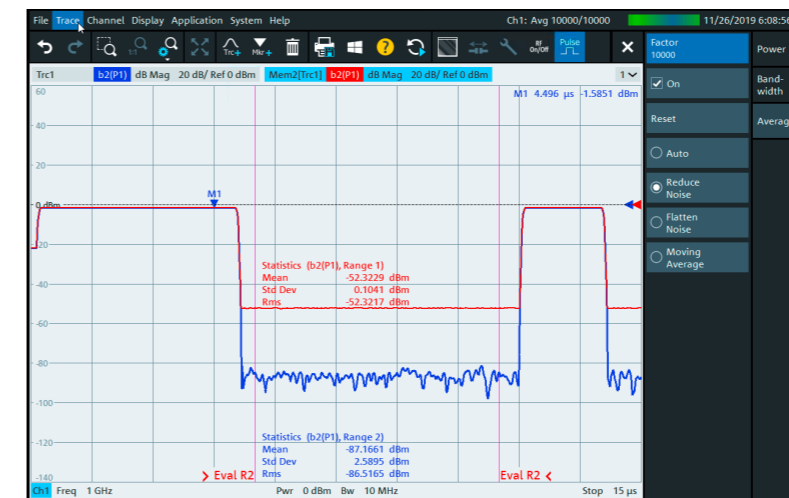 File Trace Channel Display Application System Help Ch1: Avg 10000/10000 11/26/2019 6:08:56
1:1 Trc+ Mkr+ ? RF On/Off Pulse
Trc1 b2(P1) dB Mag 20 dB/ Ref 0 dBm Mem2[Trc1] b2(P1) dB Mag 20 dB/ Ref 0 dBm 1
60
M1 4.496 µs -1.5851 dBm
40
20
M1
0 dBm
-20
Statistics (b2(P1), Range 1)
Mean -52.3229 dBm
Std Dev 0.1041 dBm
Rms -52.3217 dBm
-40
-60
-80
-100
-120
Statistics (b2(P1), Range 2)
Mean -87.1661 dBm
Std Dev 2.5895 dBm
Rms -86.5165 dBm
-140
> Eval R2
Eval R2 <
Ch1 Freq 1 GHz Pwr 0 dBm Bw 10 MHz Stop 15 µs
Factor
10000
On
Reset
Auto
Reduce
Noise
Flatten
Noise
Moving
Average
Power
Band-
width
Averag